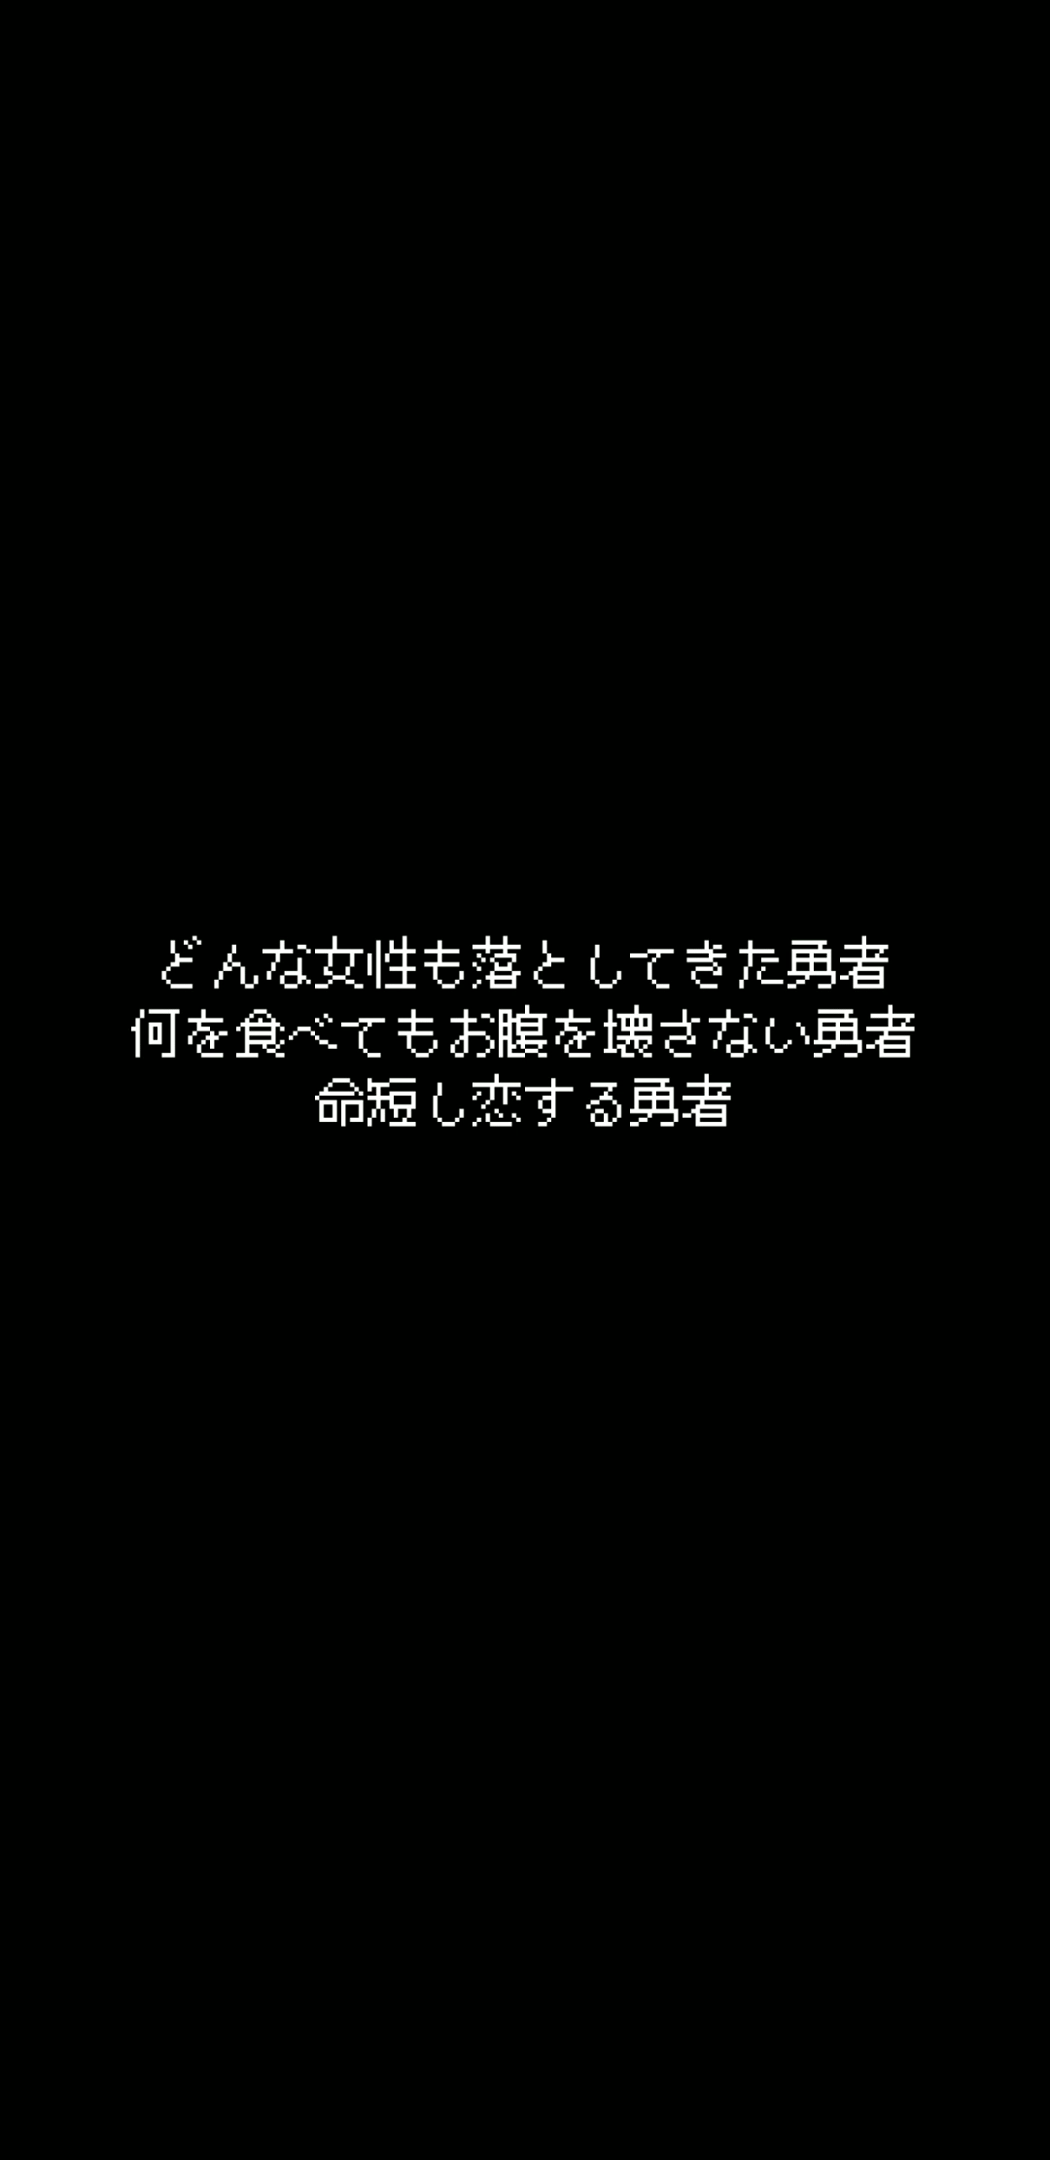 どんな女性も落としてきた勇者
何を食べてもお腹を壊さない勇者
命短し恋する勇者